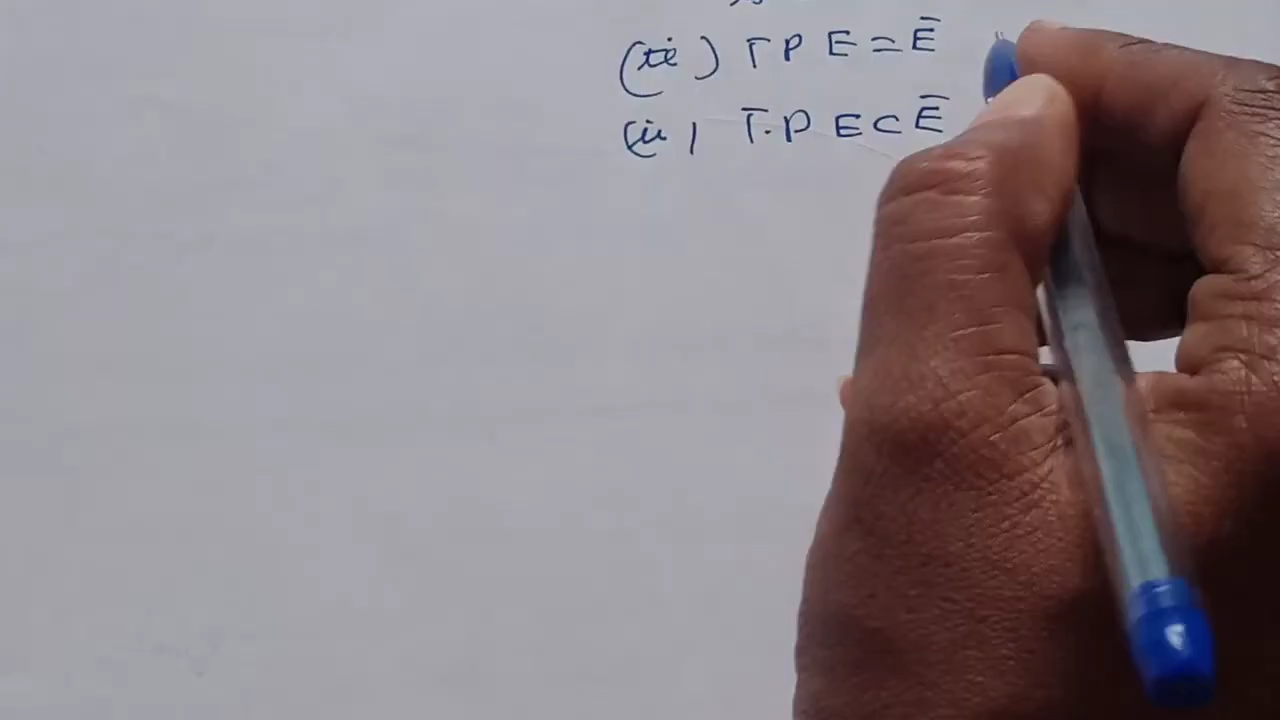 (ii) T P E = Ē
(ii) T.P E ⊂ Ē